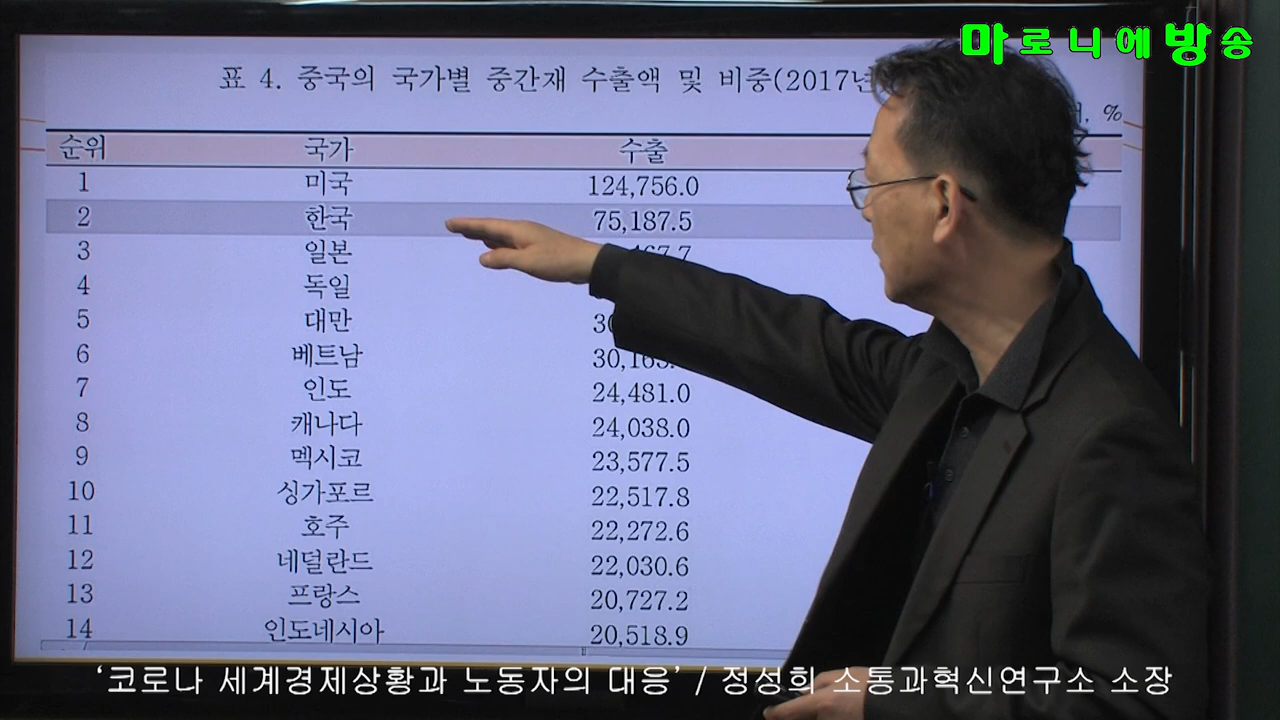 마로니에방송
표 4. 중국의 국가별 중간재 수출액 및 비중(2017년
%
순위 국가 수출
1 미국 124,756.0
2 한국 75,187.5
3 일본
4 독일
5 대만
6 베트남
7 인도 24,481.0
8 캐나다 24,038.0
9 멕시코 23,577.5
10 싱가포르 22,517.8
11 호주 22,272.6
12 네덜란드 22,030.6
13 프랑스 20,727.2
14 인도네시아 20,518.9
‘코로나 세계경제상황과 노동자의 대응’ / 정성희 소통과혁신연구소 소장